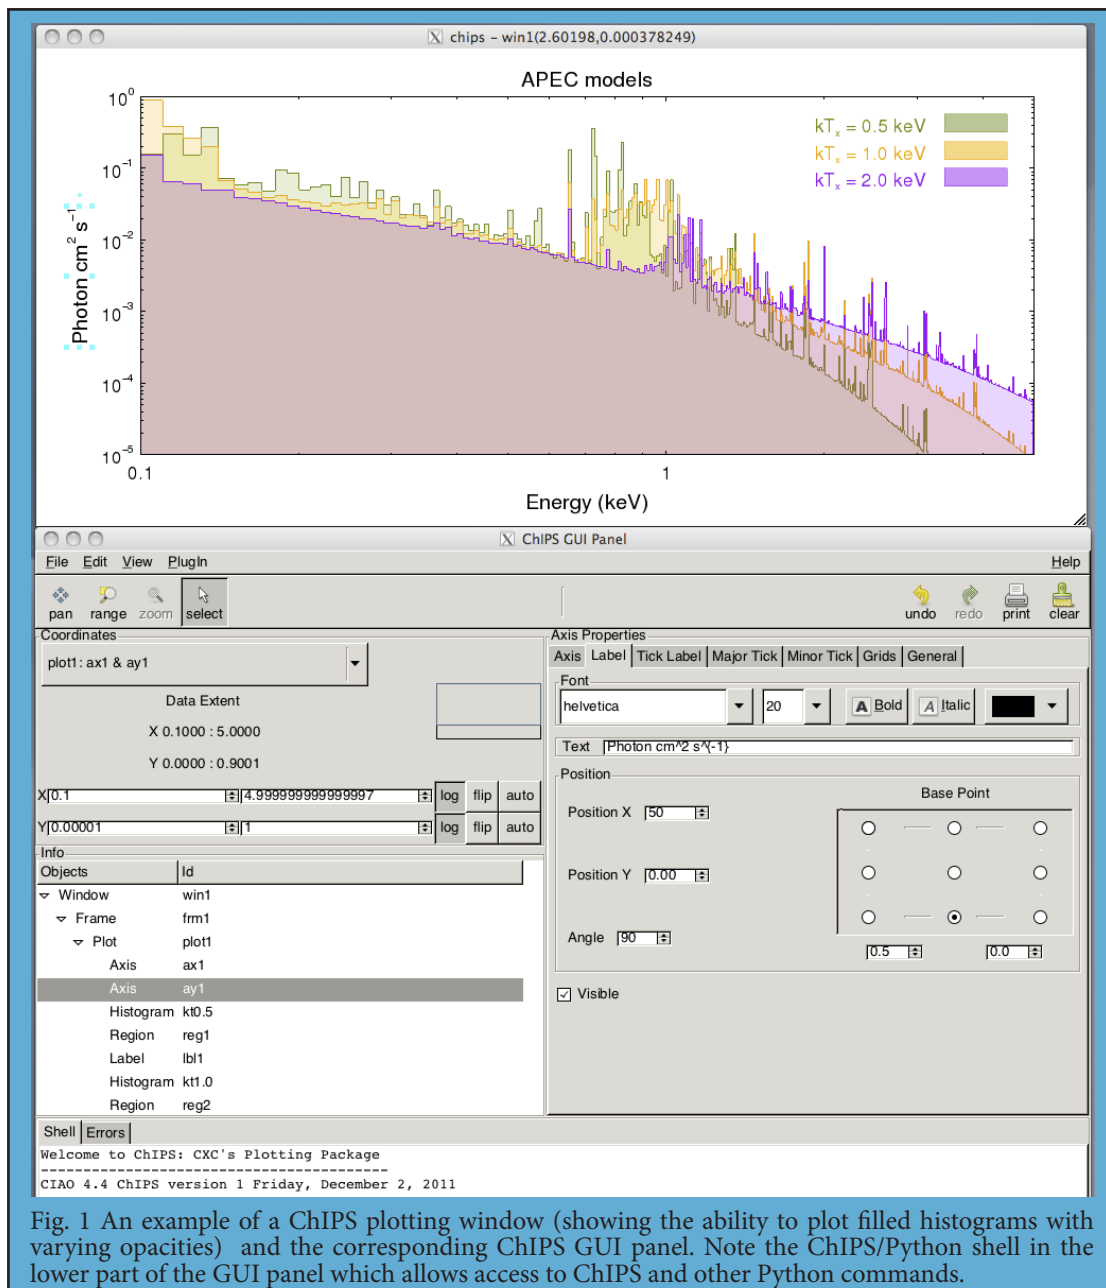 chips - win1(2.60198,0.000378249)
APEC models
10^0
10^-1
10^-2
10^-3
10^-4
10^-5
Photon cm^2 s^-1
kT_x = 0.5 keV
kT_x = 1.0 keV
kT_x = 2.0 keV
0.1 1
Energy (keV)
ChIPS GUI Panel
File Edit View PlugIn Help
pan range zoom select undo redo print clear
Coordinates
plot1: ax1 & ay1
Data Extent
X 0.1000 : 5.0000
Y 0.0000 : 0.9001
X 0.1 4.999999999999997 log flip auto
Y 0.00001 1 log flip auto
Info
Objects Id
Window win1
Frame frm1
Plot plot1
Axis ax1
Axis ay1
Histogram kt0.5
Region reg1
Label lbl1
Histogram kt1.0
Region reg2
Axis Properties
Axis Label Tick Label Major Tick Minor Tick Grids General
Font
helvetica 20 A Bold A Italic
Text Photon cm^2 s^{-1}
Position
Position X 50
Position Y 0.00
Angle 90
Base Point
0.5 0.0
Visible
Shell Errors
Welcome to ChIPS: CXC's Plotting Package
----------------------------------------
CIAO 4.4 ChIPS version 1 Friday, December 2, 2011
Fig. 1 An example of a ChIPS plotting window (showing the ability to plot filled histograms with
varying opacities) and the corresponding ChIPS GUI panel. Note the ChIPS/Python shell in the
lower part of the GUI panel which allows access to ChIPS and other Python commands.